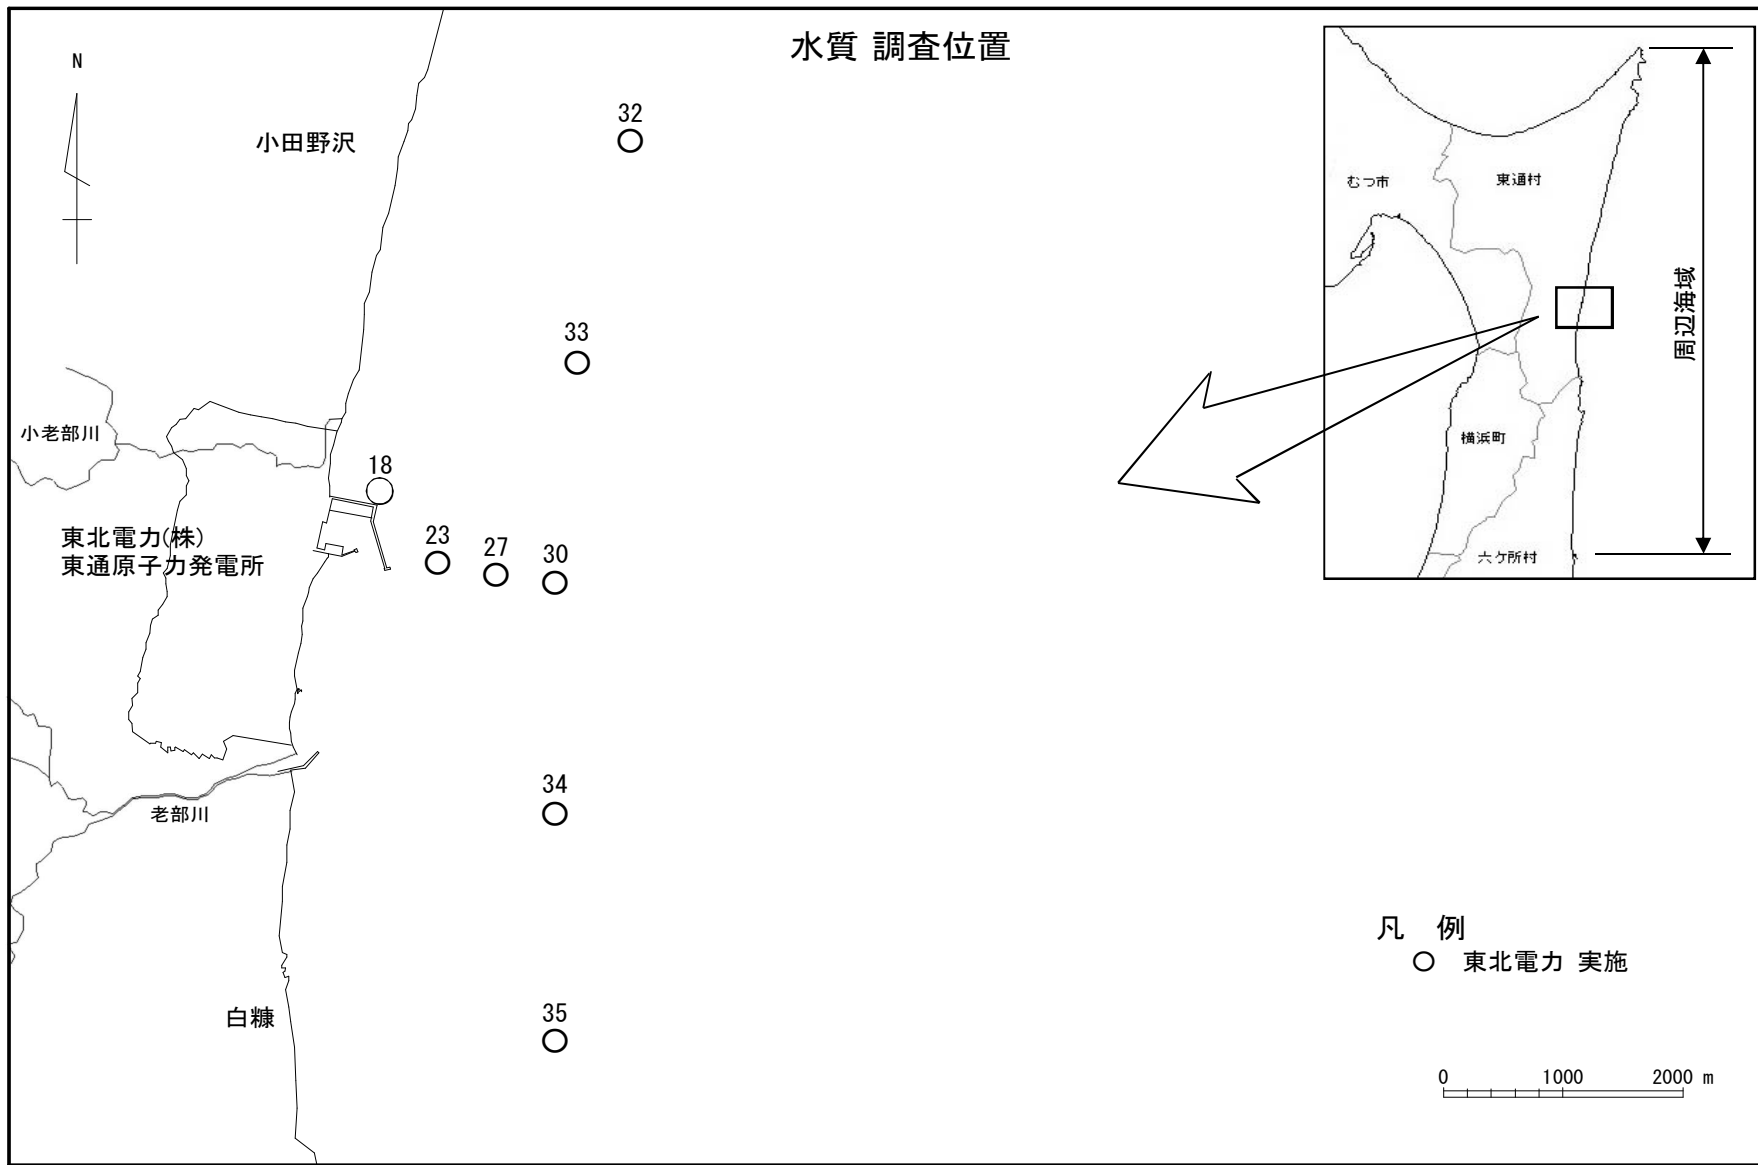 水質 調査位置
N
小田野沢
32
33
小老部川
18
東北電力(株)
東通原子力発電所
23
27
30
老部川
34
白糠
35
むつ市
東通村
横浜町
六ケ所村
周辺海域
凡 例
○ 東北電力 実施
0 1000 2000 m